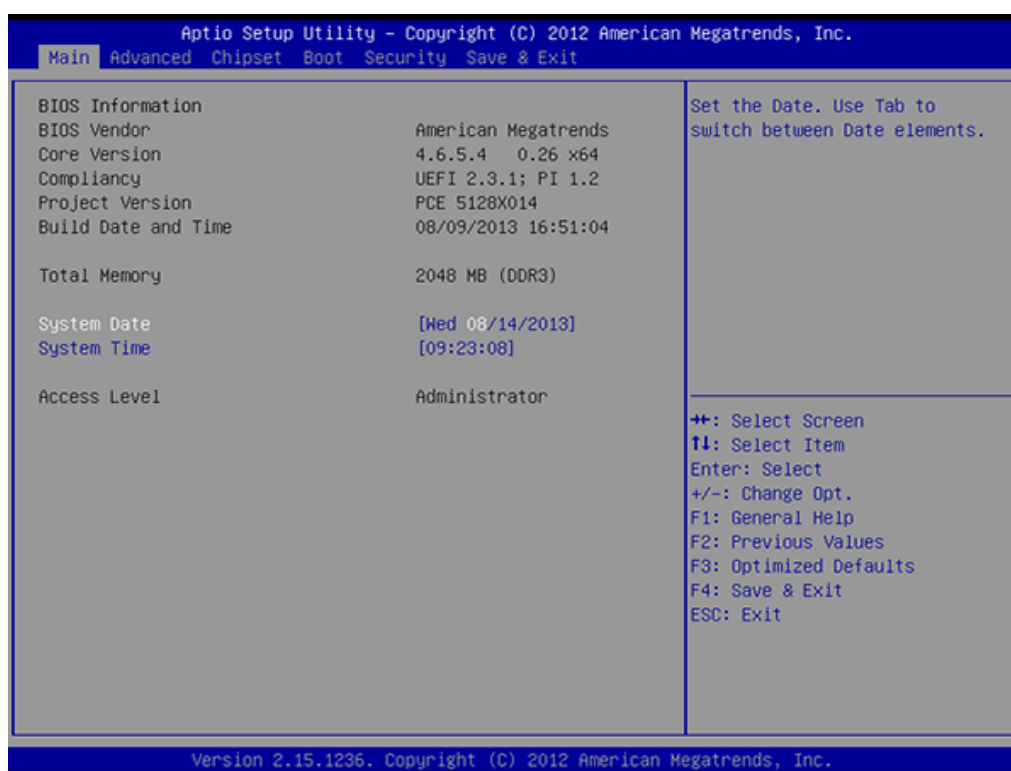 Aptio Setup Utility – Copyright (C) 2012 American Megatrends, Inc.
Main Advanced Chipset Boot Security Save & Exit
BIOS Information
BIOS Vendor American Megatrends
Core Version 4.6.5.4 0.26 x64
Compliancy UEFI 2.3.1; PI 1.2
Project Version PCE 5128X014
Build Date and Time 08/09/2013 16:51:04
Total Memory 2048 MB (DDR3)
System Date [Wed 08/14/2013]
System Time [09:23:08]
Access Level Administrator
Set the Date. Use Tab to
switch between Date elements.
→←: Select Screen
↑↓: Select Item
Enter: Select
+/-: Change Opt.
F1: General Help
F2: Previous Values
F3: Optimized Defaults
F4: Save & Exit
ESC: Exit
Version 2.15.1236. Copyright (C) 2012 American Megatrends, Inc.